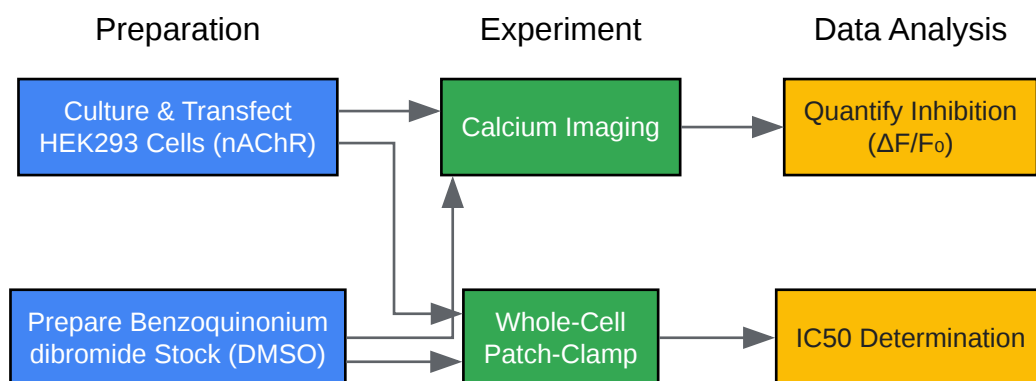 Preparation
Experiment
Data Analysis
Culture & Transfect
HEK293 Cells (nAChR)
Calcium Imaging
Quantify Inhibition
(ΔF/F₀)
Prepare Benzoquinonium
dibromide Stock (DMSO)
Whole-Cell
Patch-Clamp
IC50 Determination